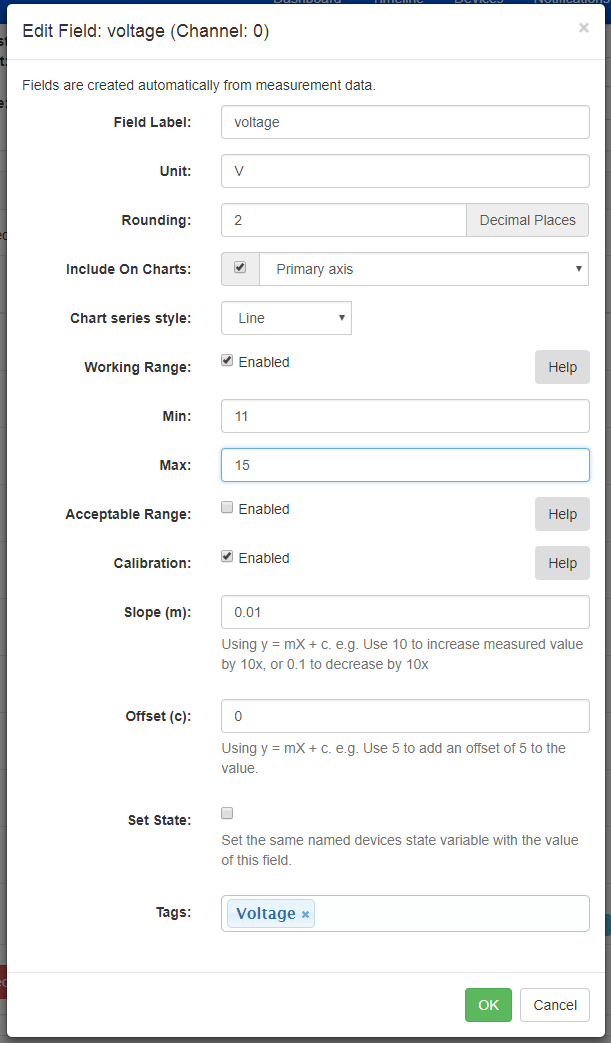 Dashboard Timeline Devices Notifications
Edit Field: voltage (Channel: 0) ×
Fields are created automatically from measurement data.
Field Label: voltage
Unit: V
Rounding: 2 Decimal Places
Include On Charts: Primary axis
Chart series style: Line
Working Range: Enabled Help
Min: 11
Max: 15
Acceptable Range: Enabled Help
Calibration: Enabled Help
Slope (m): 0.01
Using y = mX + c. e.g. Use 10 to increase measured value
by 10x, or 0.1 to decrease by 10x
Offset (c): 0
Using y = mX + c. e.g. Use 5 to add an offset of 5 to the
value.
Set State:
Set the same named devices state variable with the value
of this field.
Tags: Voltage ×
OK Cancel